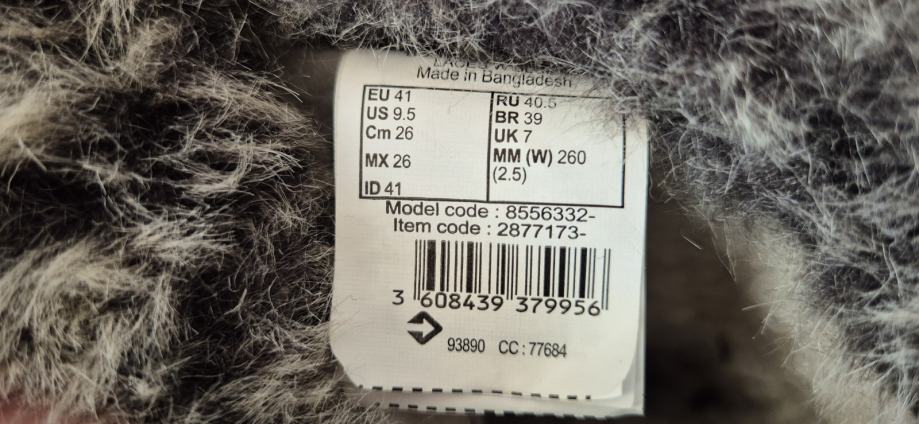 Made in Bangladesh
EU 41
US 9.5
Cm 26
MX 26
ID 41
RU 40.5
BR 39
UK 7
MM (W) 260
(2.5)
Model code : 8556332-
Item code : 2877173-
3 608439 379956
93890 CC : 77684